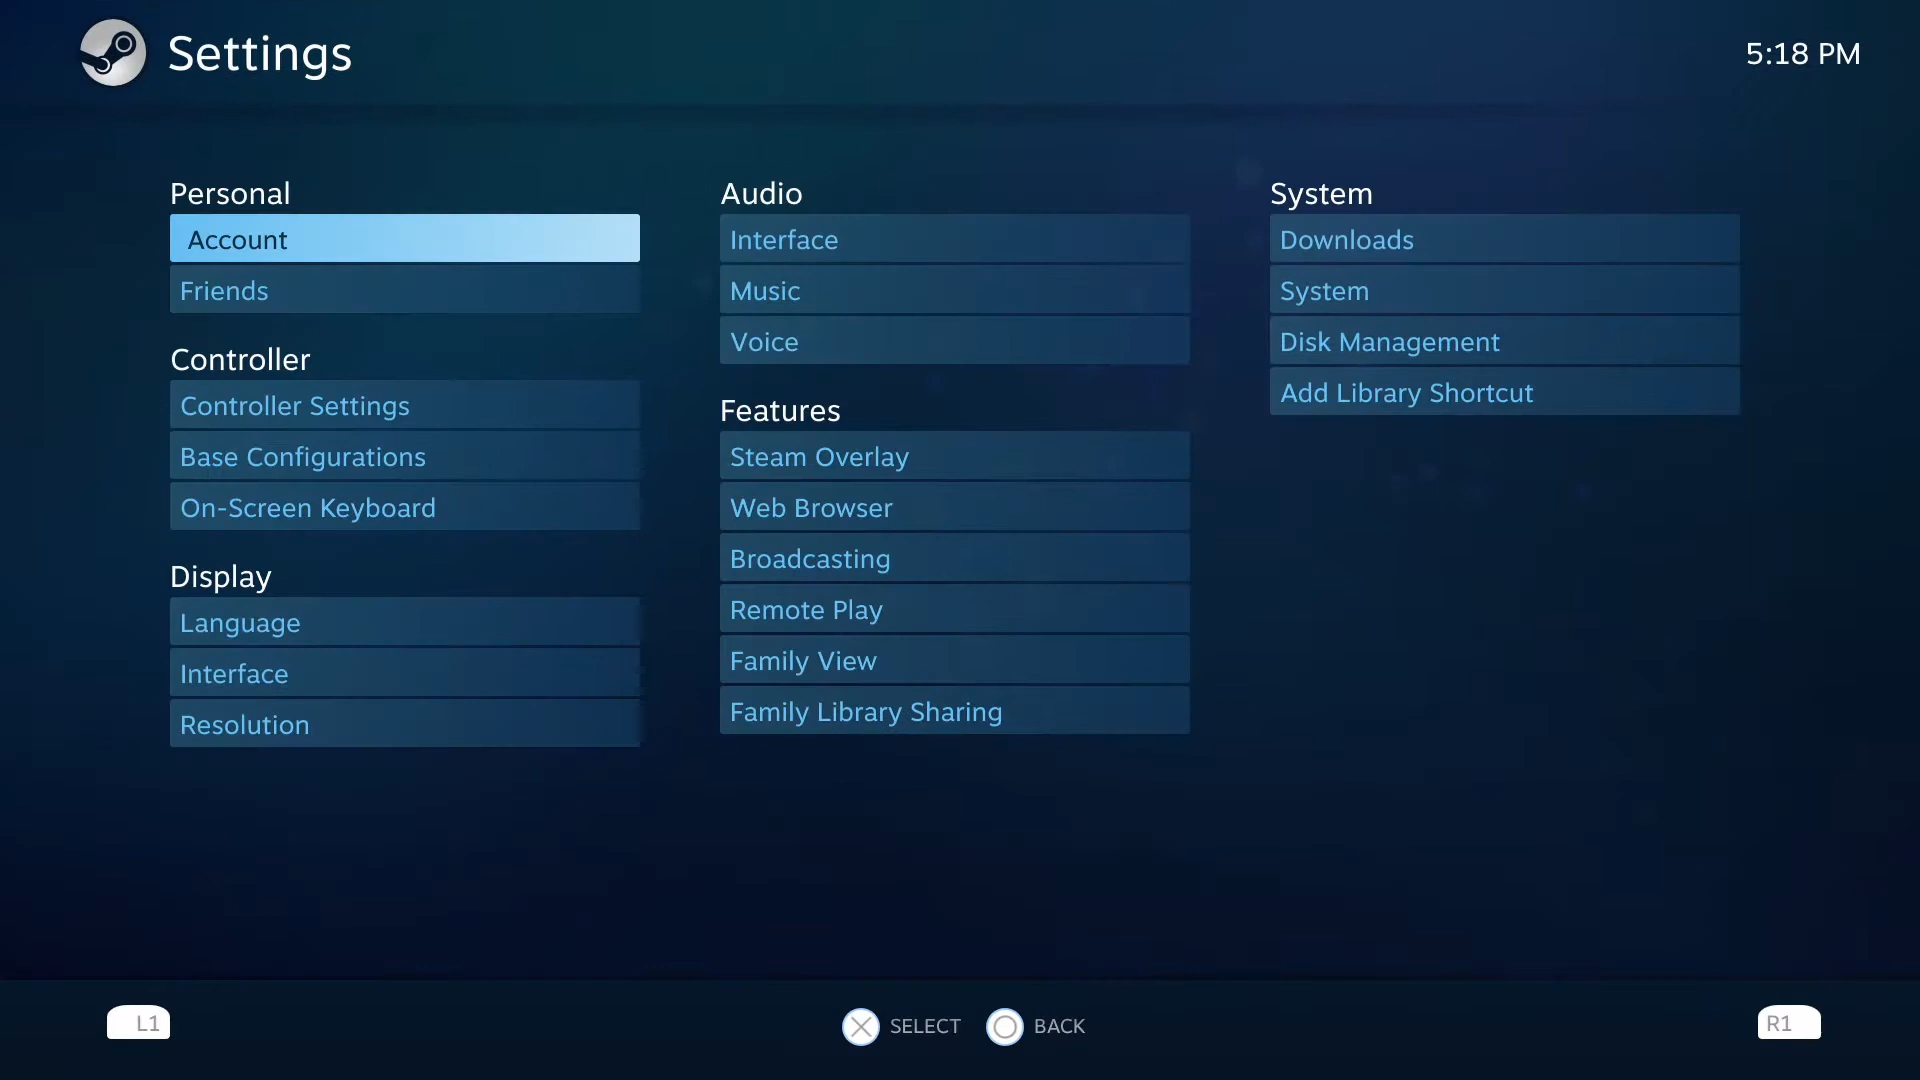 Settings
5:18 PM
Personal
Account
Friends
Controller
Controller Settings
Base Configurations
On-Screen Keyboard
Display
Language
Interface
Resolution
Audio
Interface
Music
Voice
Features
Steam Overlay
Web Browser
Broadcasting
Remote Play
Family View
Family Library Sharing
System
Downloads
System
Disk Management
Add Library Shortcut
L1
SELECT
BACK
R1